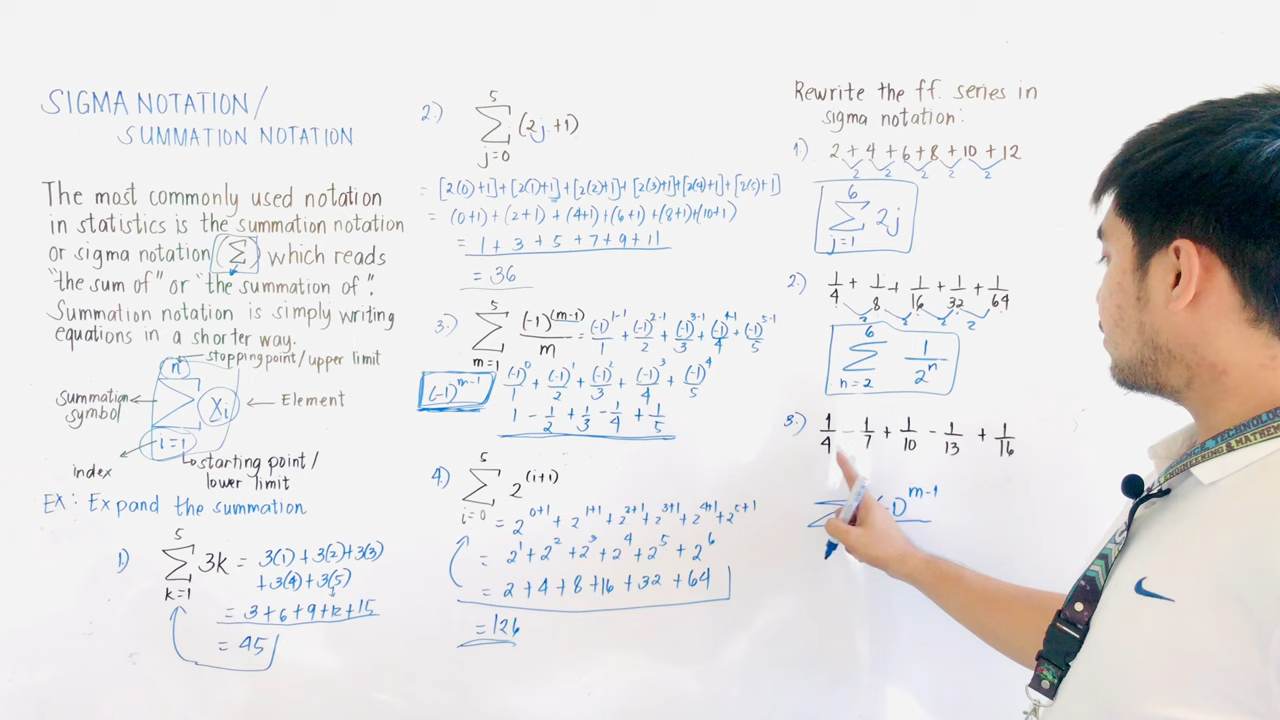 SIGMA NOTATION/
SUMMATION NOTATION
The most commonly used notation
in statistics is the summation notation
or sigma notation (Σ) which reads
"the sum of" or "the summation of".
Summation notation is simply writing
equations in a shorter way.
n
stopping point/upper limit
Summation
symbol
Xi
Element
i=1
index
starting point/
lower limit
EX: Expand the summation
1.)
5
Σ 3k = 3(1)+3(2)+3(3)
k=1
+3(4)+3(5)
= 3+6+9+12+15
= 45
2.)
5
Σ (2j+1)
j=0
= [2(0)+1]+[2(1)+1]+[2(2)+1]+[2(3)+1]+[2(4)+1]+[2(5)+1]
= (0+1)+(2+1)+(4+1)+(6+1)+(8+1)+(10+1)
= 1+3+5+7+9+11
= 36
3.)
5
Σ (-1)^(m-1)/m = (-1)^1-1/1 + (-1)^2-1/2 + (-1)^3-1/3 + (-1)^4-1/4 + (-1)^5-1/5
m=1
(-1)^m-1
(-1)^0/1 + (-1)^1/2 + (-1)^2/3 + (-1)^3/4 + (-1)^4/5
1 - 1/2 + 1/3 - 1/4 + 1/5
4.)
5
Σ 2^(i+1)
i=0
= 2^0+1 + 2^1+1 + 2^2+1 + 2^3+1 + 2^4+1 + 2^5+1
= 2^1 + 2^2 + 2^3 + 2^4 + 2^5 + 2^6
= 2+4+8+16+32+64
= 126
Rewrite the ff. series in
sigma notation:
1.) 2+4+6+8+10+12
2 2 2 2 2
6
Σ 2j
j=1
2.) 1/4 + 1/8 + 1/16 + 1/32 + 1/64
2 2 2 2
6
Σ 1/2^n
n=2
3.) 1/4 - 1/7 + 1/10 - 1/13 + 1/16
Σ (-1)^m-1
SCIENCE, TECHNOLOGY
ENGINEERING & MATHEMA